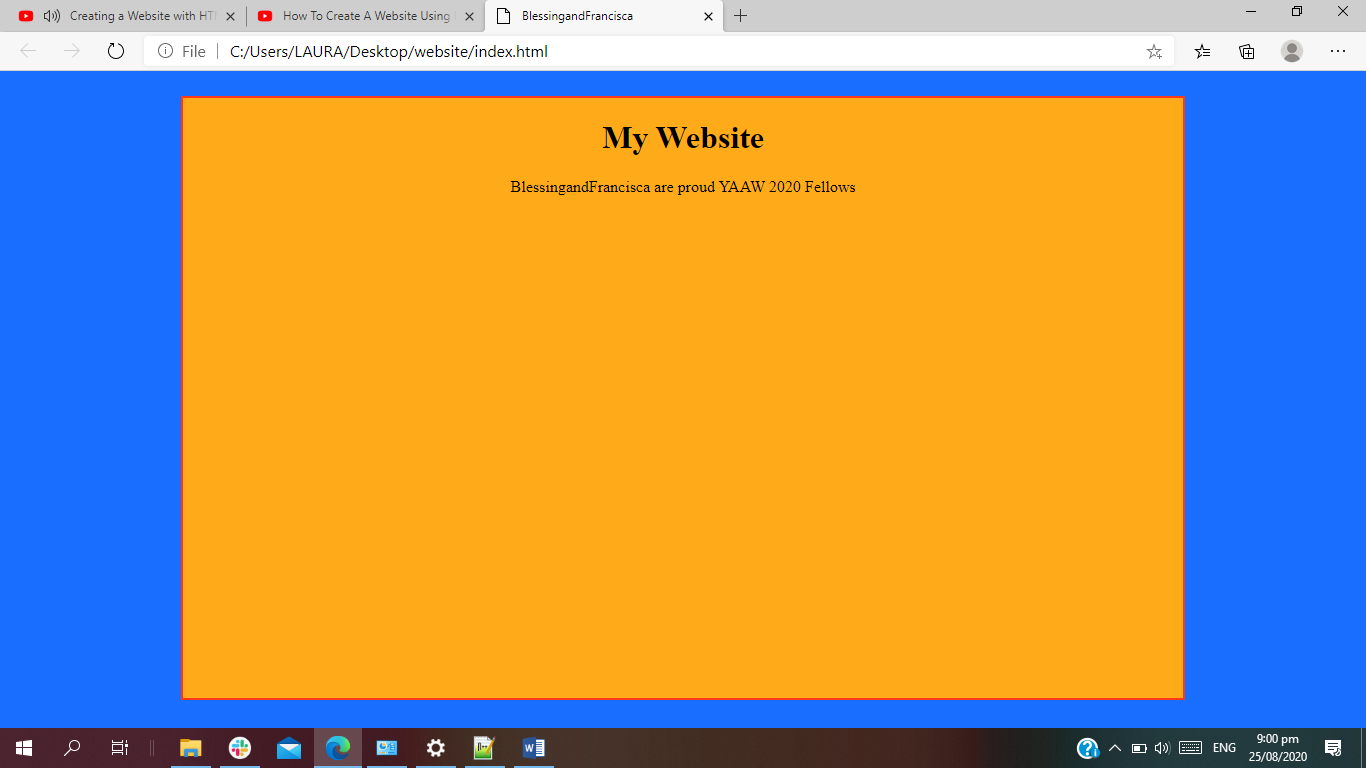 Creating a Website with HT
How To Create A Website Using
BlessingandFrancisca
File
C:/Users/LAURA/Desktop/website/index.html
My Website
BlessingandFrancisca are proud YAAW 2020 Fellows
ENG
9:00 pm
25/08/2020